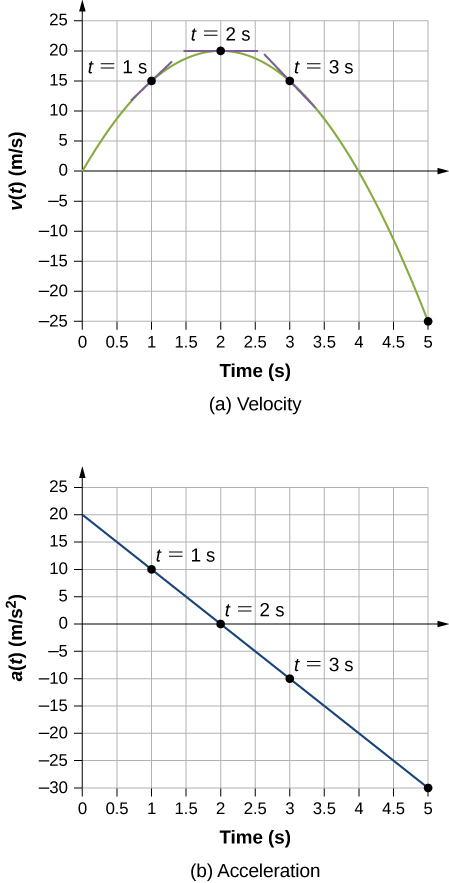 25
t = 2 s
20
t = 1 s
t = 3 s
15
10
5
0
–5
–10
–15
–20
–25
0 0.5 1 1.5 2 2.5 3 3.5 4 4.5 5
v(t) (m/s)
Time (s)
(a) Velocity
25
20
15
t = 1 s
10
5
t = 2 s
0
–5
t = 3 s
–10
–15
–20
–25
–30
0 0.5 1 1.5 2 2.5 3 3.5 4 4.5 5
a(t) (m/s²)
Time (s)
(b) Acceleration